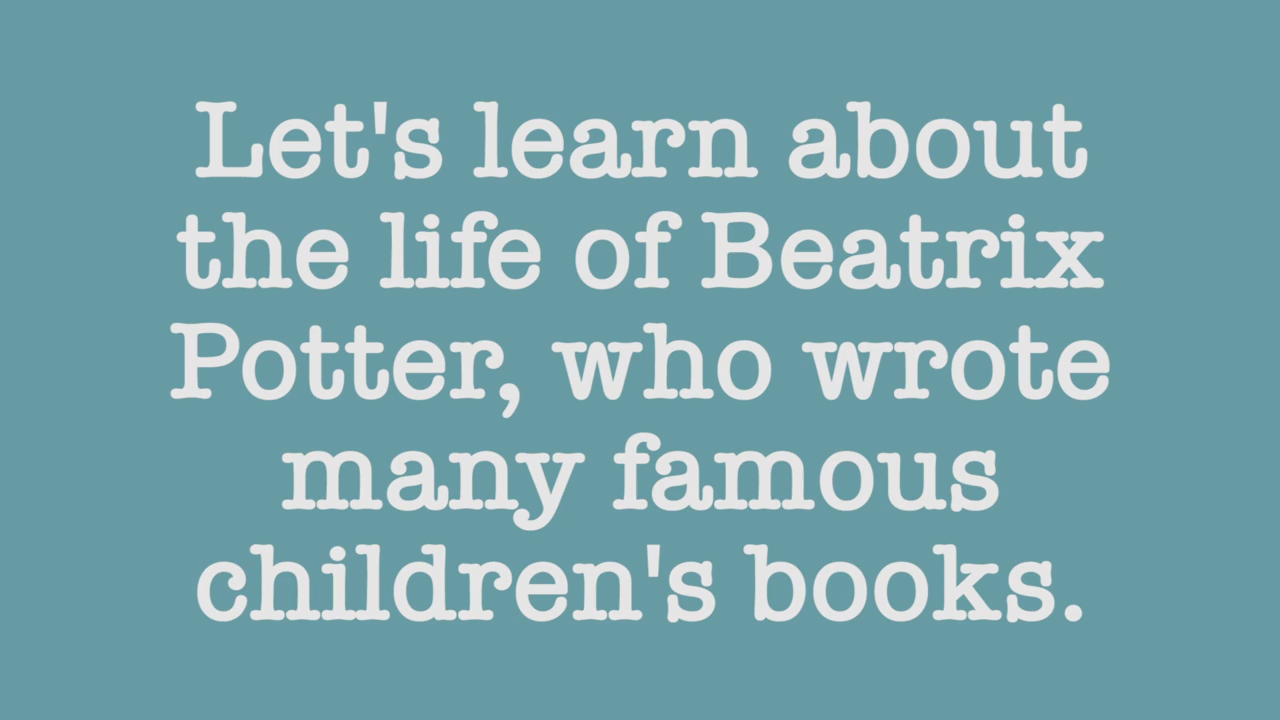 Let's learn about
the life of Beatrix
Potter, who wrote
many famous
children's books.